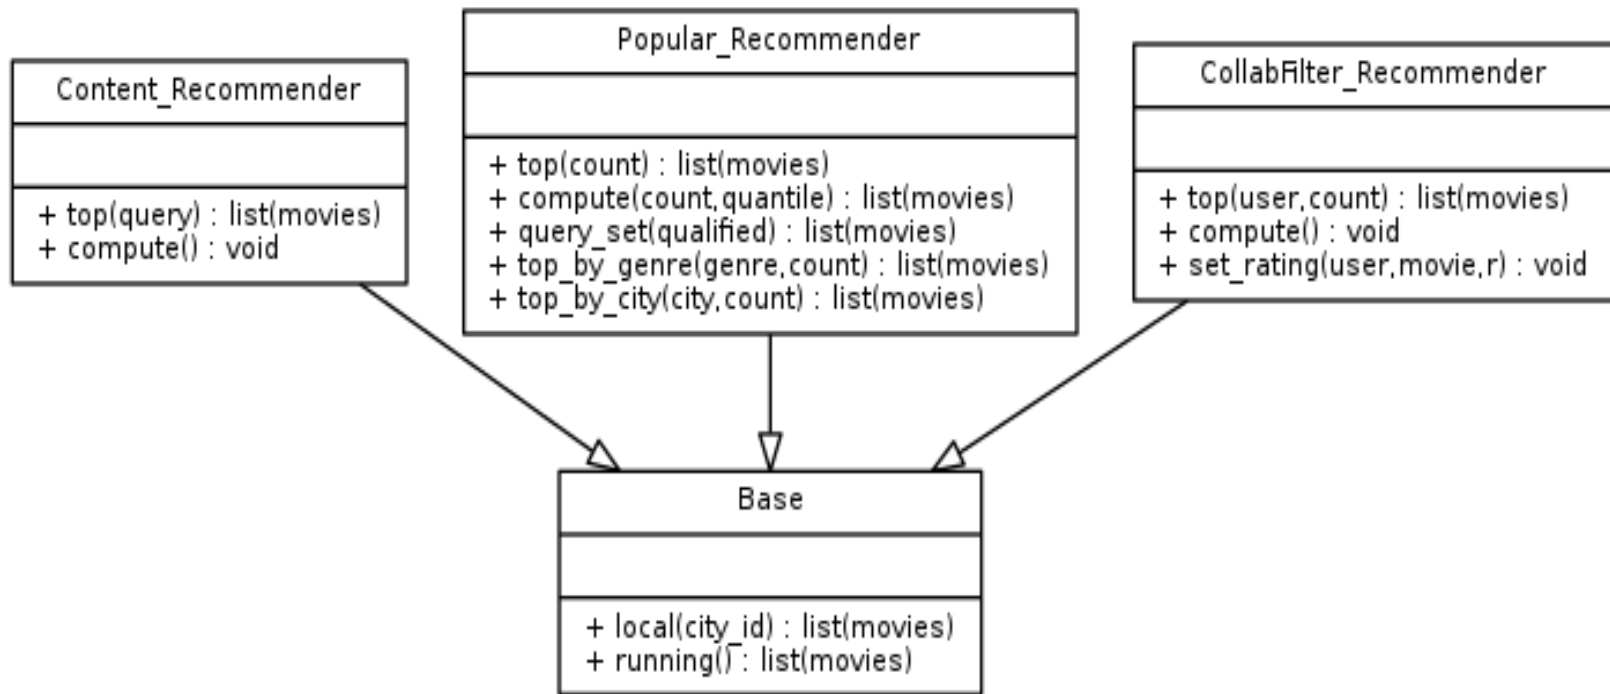 Content_Recommender
+ top(query) : list(movies)
+ compute() : void
Popular_Recommender
+ top(count) : list(movies)
+ compute(count,quantile) : list(movies)
+ query_set(qualified) : list(movies)
+ top_by_genre(genre,count) : list(movies)
+ top_by_city(city,count) : list(movies)
CollabFilter_Recommender
+ top(user,count) : list(movies)
+ compute() : void
+ set_rating(user,movie,r) : void
Base
+ local(city_id) : list(movies)
+ running() : list(movies)